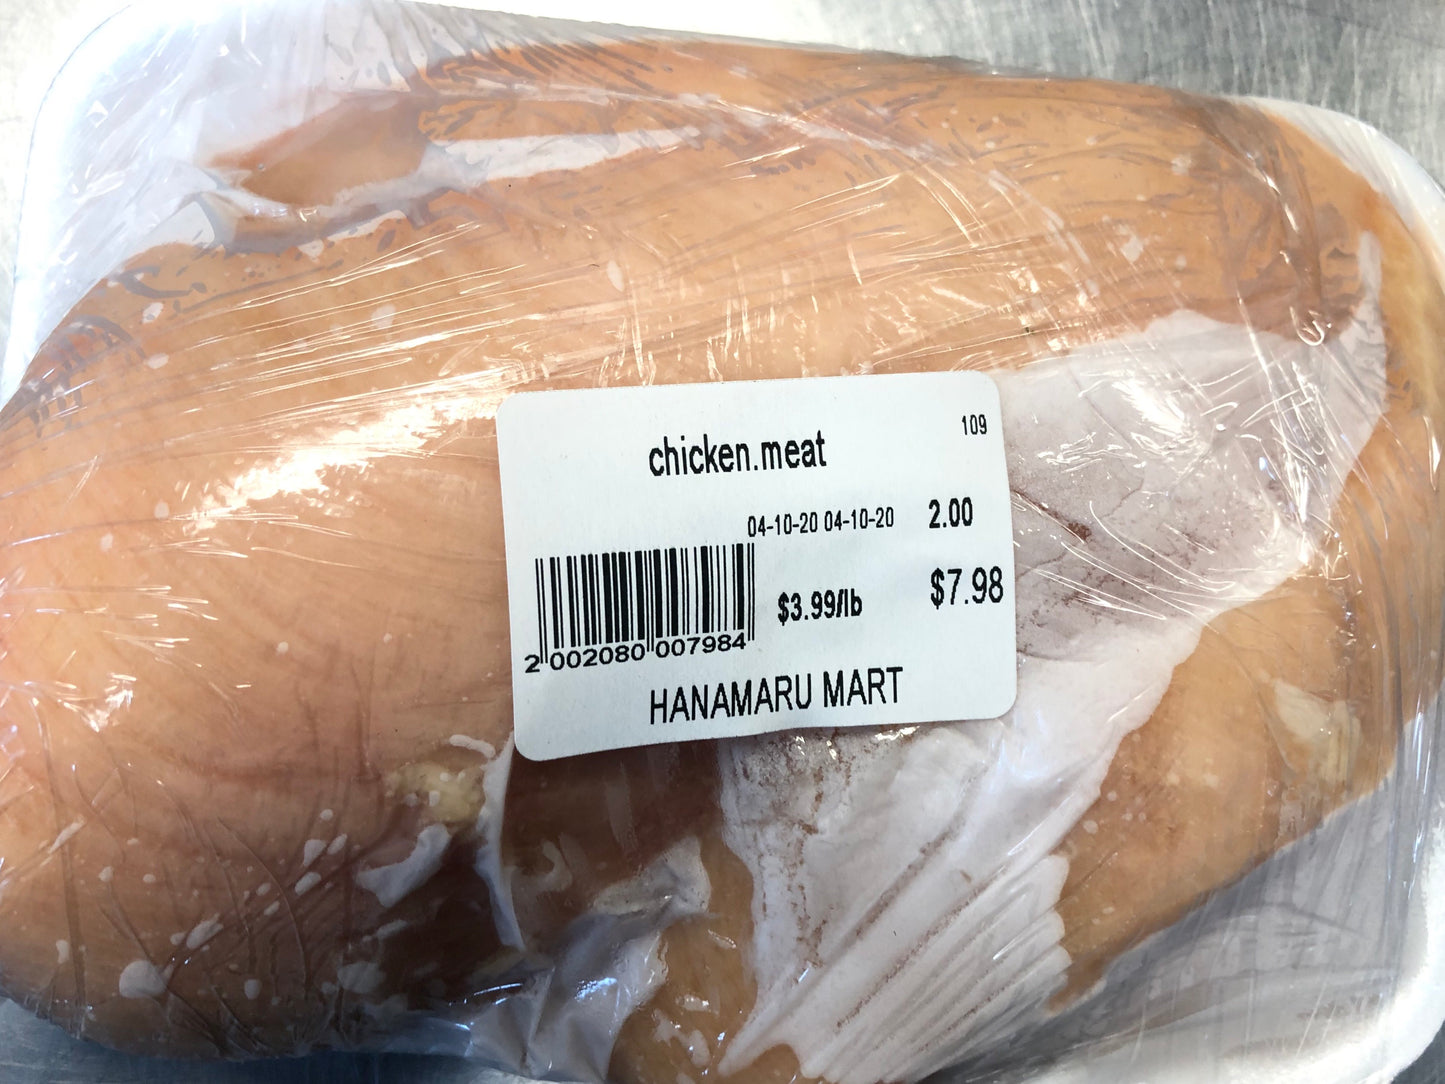 109
chicken.meat
04-10-20 04-10-20 2.00
$3.99/lb $7.98
2 002080 007984
HANAMARU MART